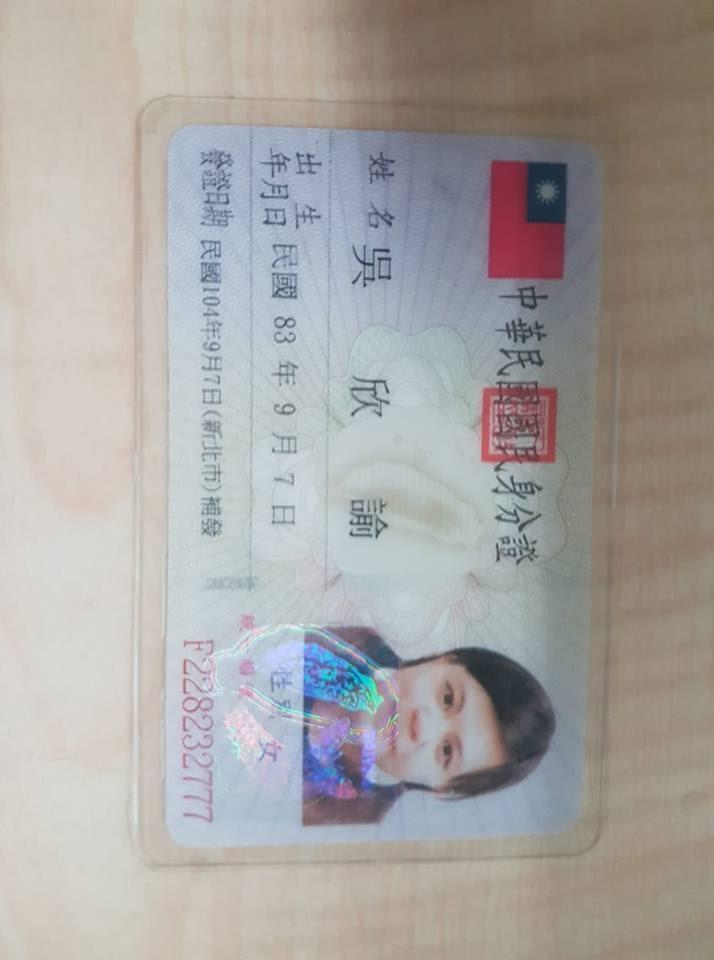 中華民國國民身分證
姓名 吳欣諭
出生年月日 民國 83 年 9 月 7 日
性別 女
發證日期 民國104年9月7日(新北市)補發
F228232777